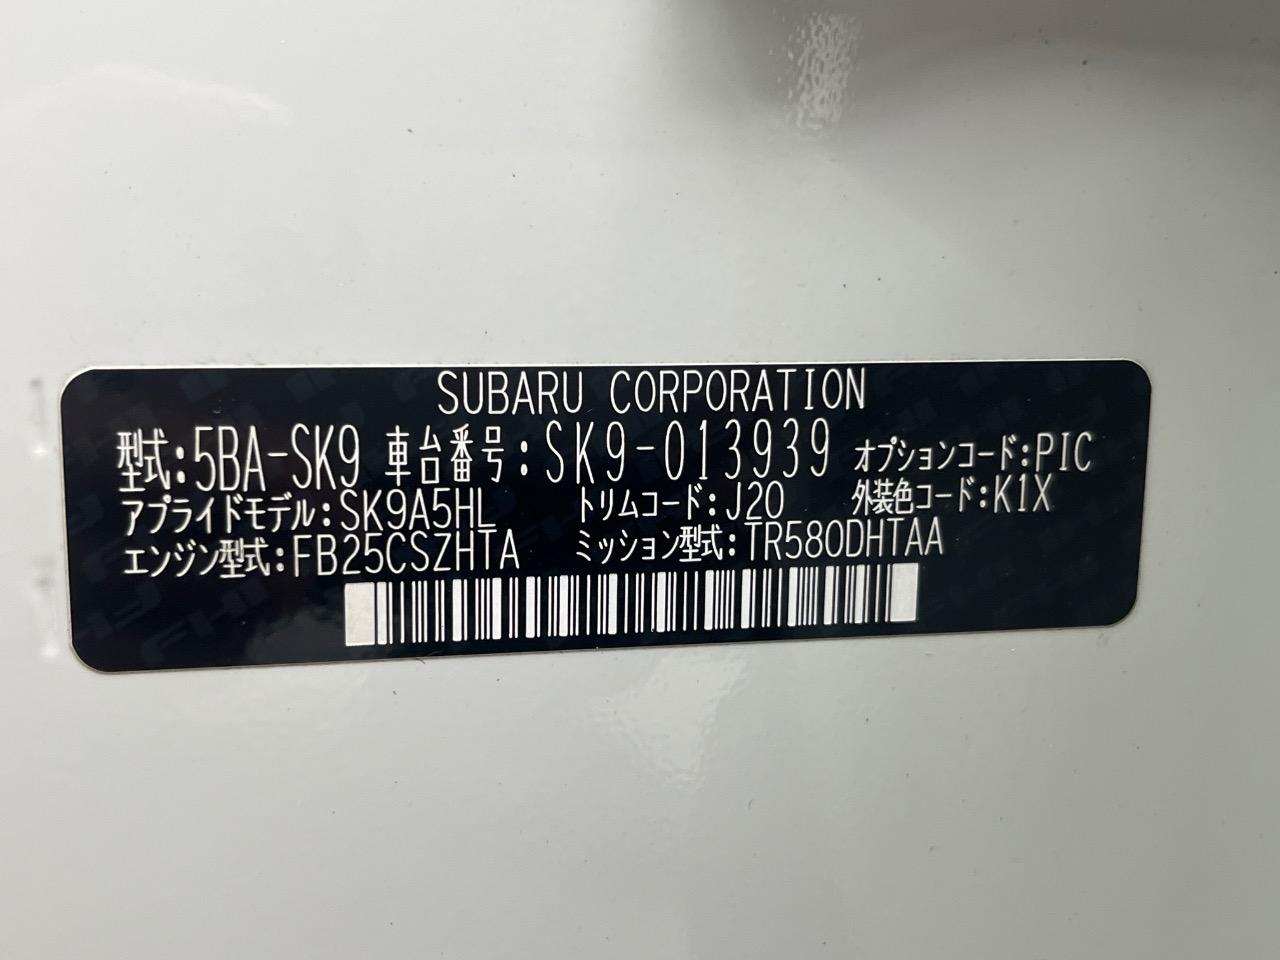 SUBARU CORPORATION
型式:5BA-SK9 車台番号:SK9-013939 オプションコード:PIC
アプライドモデル:SK9A5HL トリムコード:J20 外装色コード:K1X
エンジン型式:FB25CSZHTA ミッション型式:TR580DHTAA